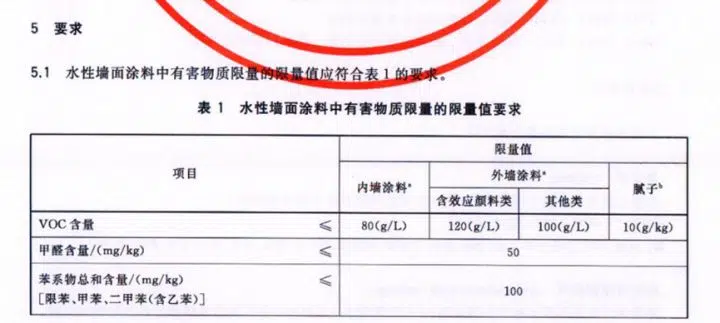 5 要求
5.1 水性墙面涂料中有害物质限量的限量值应符合表1的要求。
表 1 水性墙面涂料中有害物质限量的限量值要求
项目
限量值
内墙涂料a
外墙涂料a
腻子b
含效应颜料类
其他类
VOC 含量 ≤ 80(g/L) 120(g/L) 100(g/L) 10(g/kg)
甲醛含量/(mg/kg) ≤ 50
苯系物总和含量/(mg/kg) ≤ 100
[限苯、甲苯、二甲苯(含乙苯)]